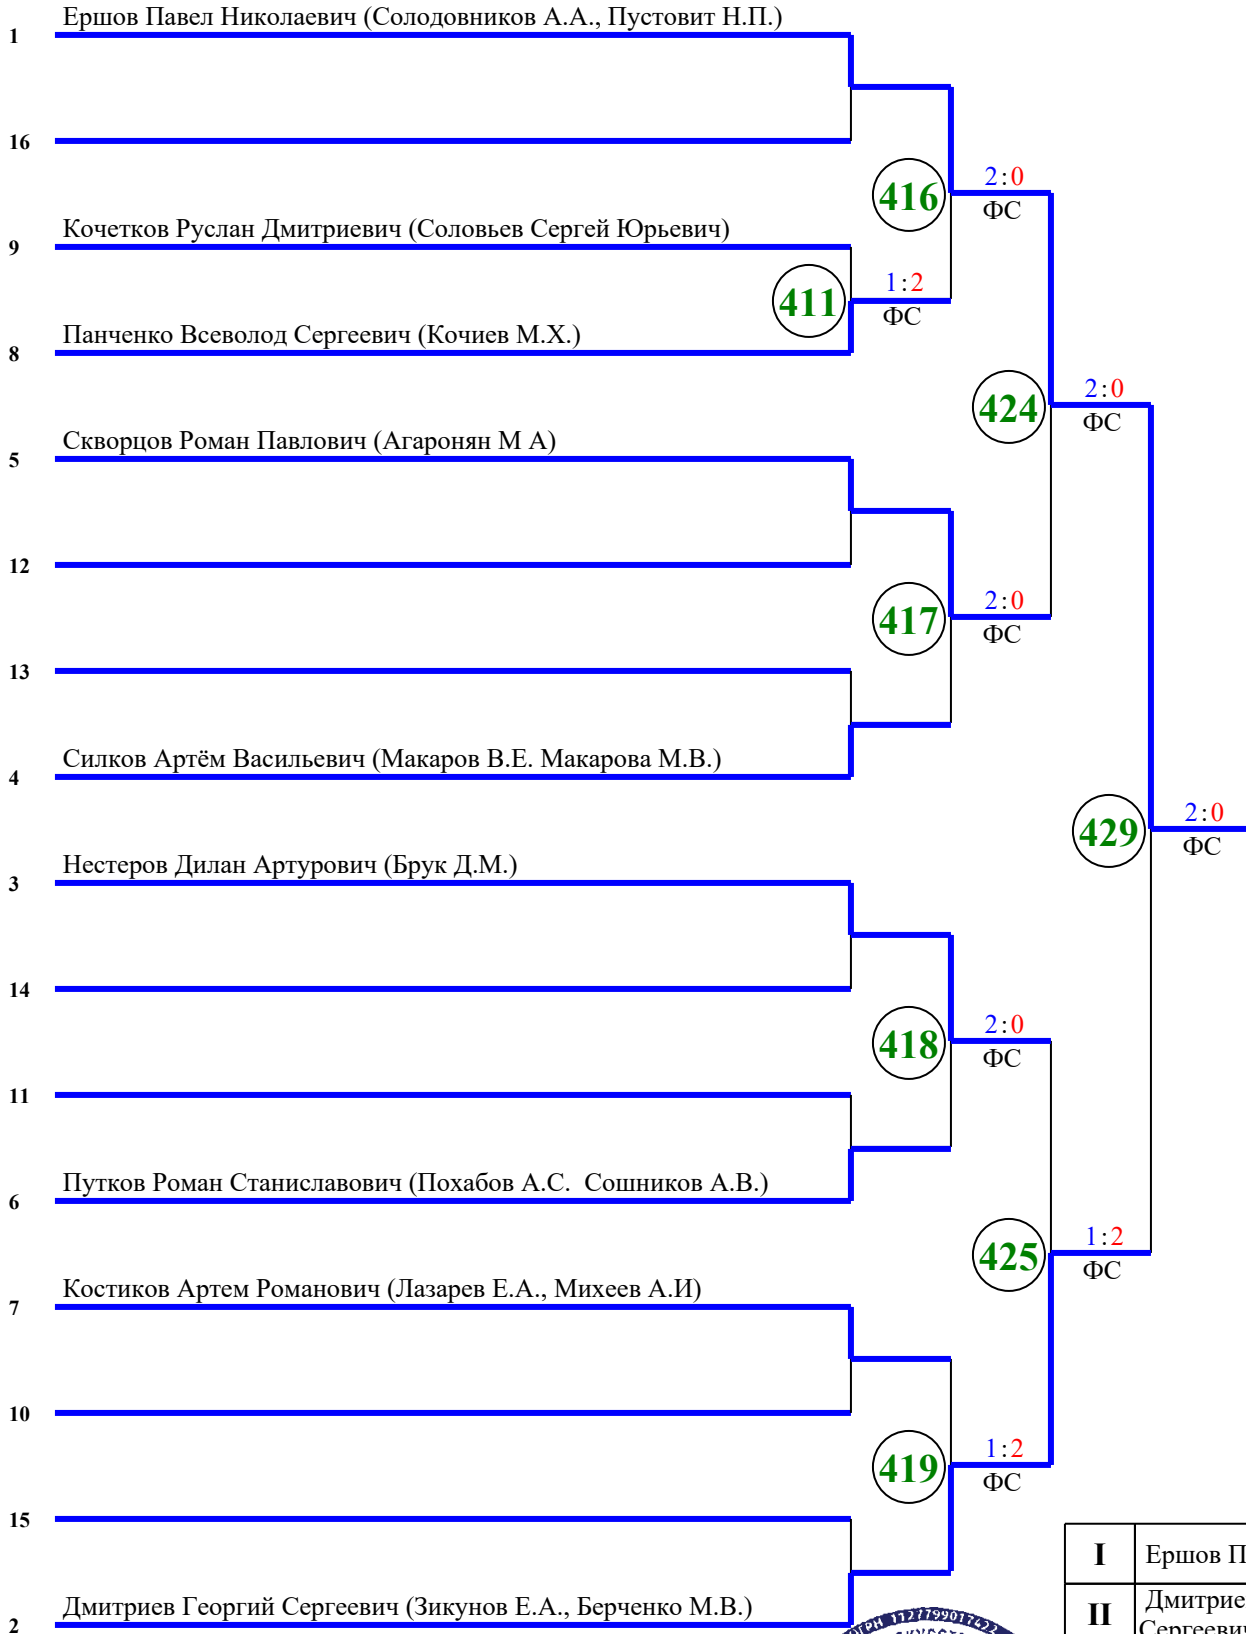 Ершов Павел Николаевич (Солодовников А.А., Пустовит Н.П.)
1
16
416
2:0
ФС
Кочетков Руслан Дмитриевич (Соловьев Сергей Юрьевич)
9
411
1:2
ФС
Панченко Всеволод Сергеевич (Кочиев М.Х.)
8
424
2:0
ФС
Скворцов Роман Павлович (Агаронян М А)
5
12
417
2:0
ФС
13
Силков Артём Васильевич (Макаров В.Е. Макарова М.В.)
4
429
2:0
ФС
Нестеров Дилан Артурович (Брук Д.М.)
3
14
418
2:0
ФС
11
Путков Роман Станиславович (Похабов А.С. Сошников А.В.)
6
425
1:2
ФС
Костиков Артем Романович (Лазарев Е.А., Михеев А.И)
7
10
419
1:2
ФС
15
I Ершов П
Дмитриев Георгий Сергеевич (Зикунов Е.А., Берченко М.В.)
2
II Дмитрие
Сергеевич